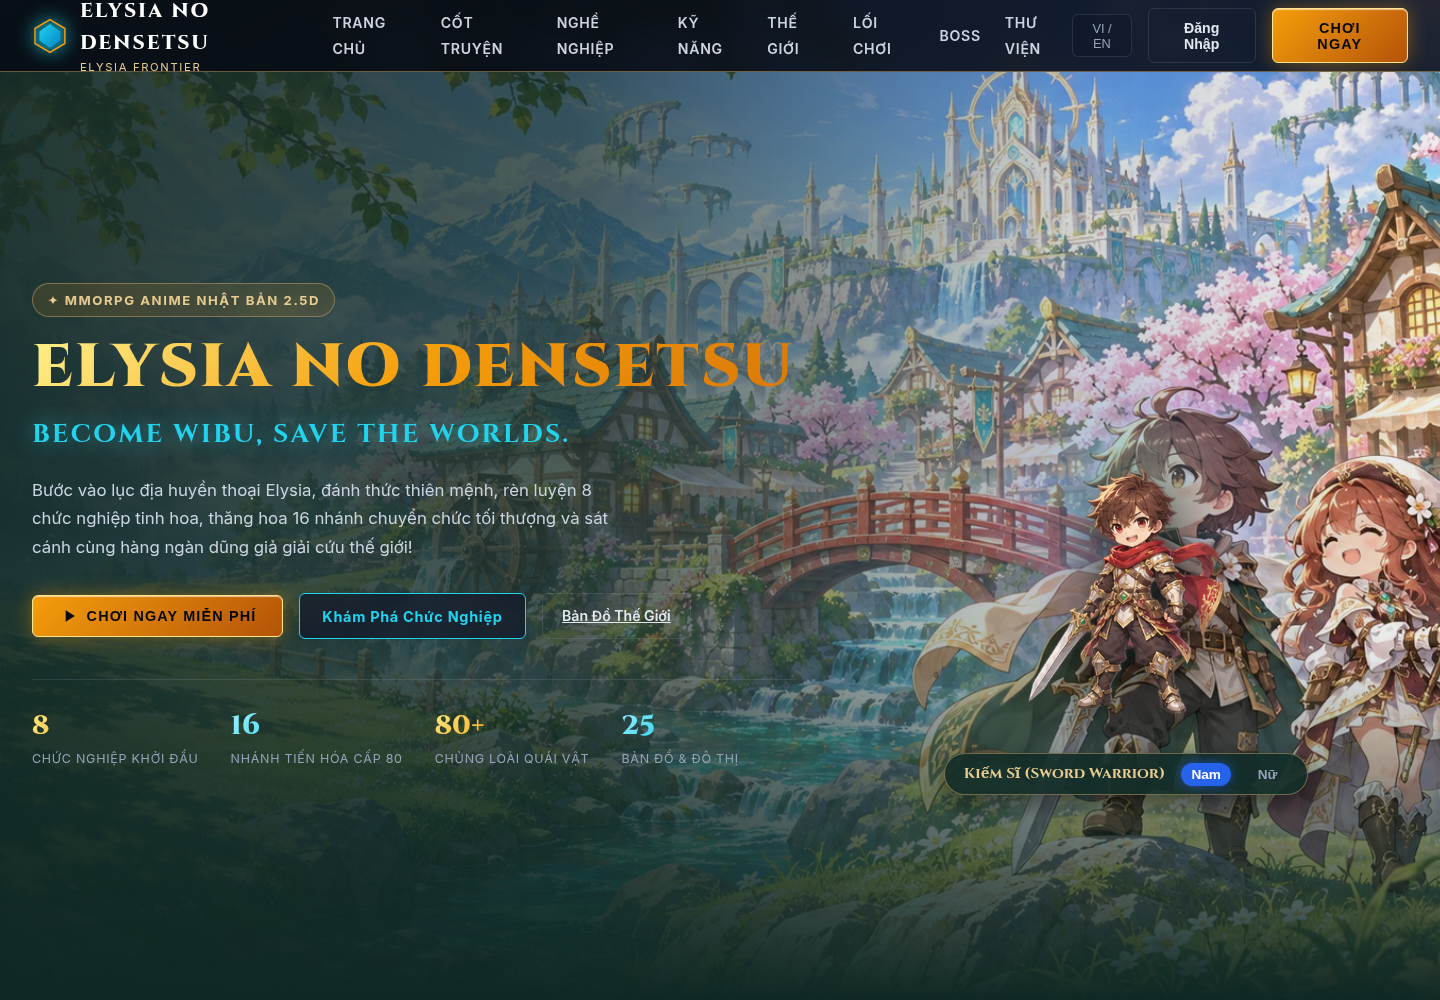 ELYSIA NO
DENSETSU
ELYSIA FRONTIER
TRANG
CHỦ
CỐT
TRUYỆN
NGHỀ
NGHIỆP
KỸ
NĂNG
THẾ
GIỚI
LỐI
CHƠI
BOSS
THƯ
VIỆN
VI /
EN
Đăng
Nhập
CHƠI
NGAY
✦ MMORPG ANIME NHẬT BẢN 2.5D
ELYSIA NO DENSETSU
BECOME WIBU, SAVE THE WORLDS.
Bước vào lục địa huyền thoại Elysia, đánh thức thiên mệnh, rèn luyện 8
chức nghiệp tinh hoa, thăng hoa 16 nhánh chuyển chức tối thượng và sát
cánh cùng hàng ngàn dũng giả giải cứu thế giới!
▶ CHƠI NGAY MIỄN PHÍ
Khám Phá Chức Nghiệp
Bản Đồ Thế Giới
8
CHỨC NGHIỆP KHỞI ĐẦU
16
NHÁNH TIẾN HÓA CẤP 80
80+
CHỦNG LOÀI QUÁI VẬT
25
BẢN ĐỒ & ĐÔ THỊ
Kiếm Sĩ (Sword Warrior)
Nam
Nữ